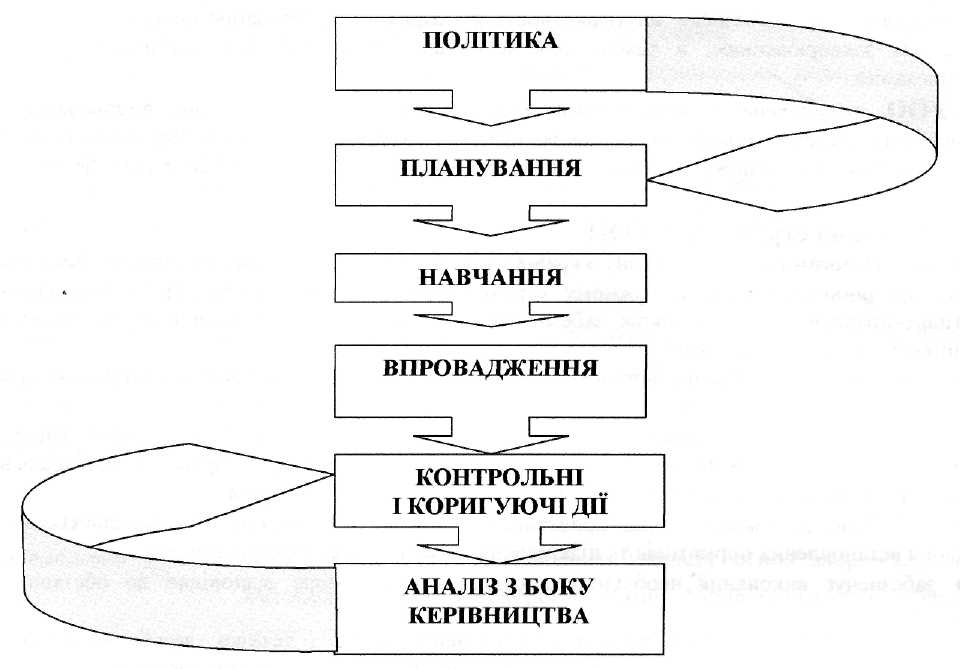 ПОЛІТИКА
ПЛАНУВАННЯ
НАВЧАННЯ
ВПРОВАДЖЕННЯ
КОНТРОЛЬНІ
І КОРИГУЮЧІ ДІЇ
АНАЛІЗ З БОКУ
КЕРІВНИЦТВА